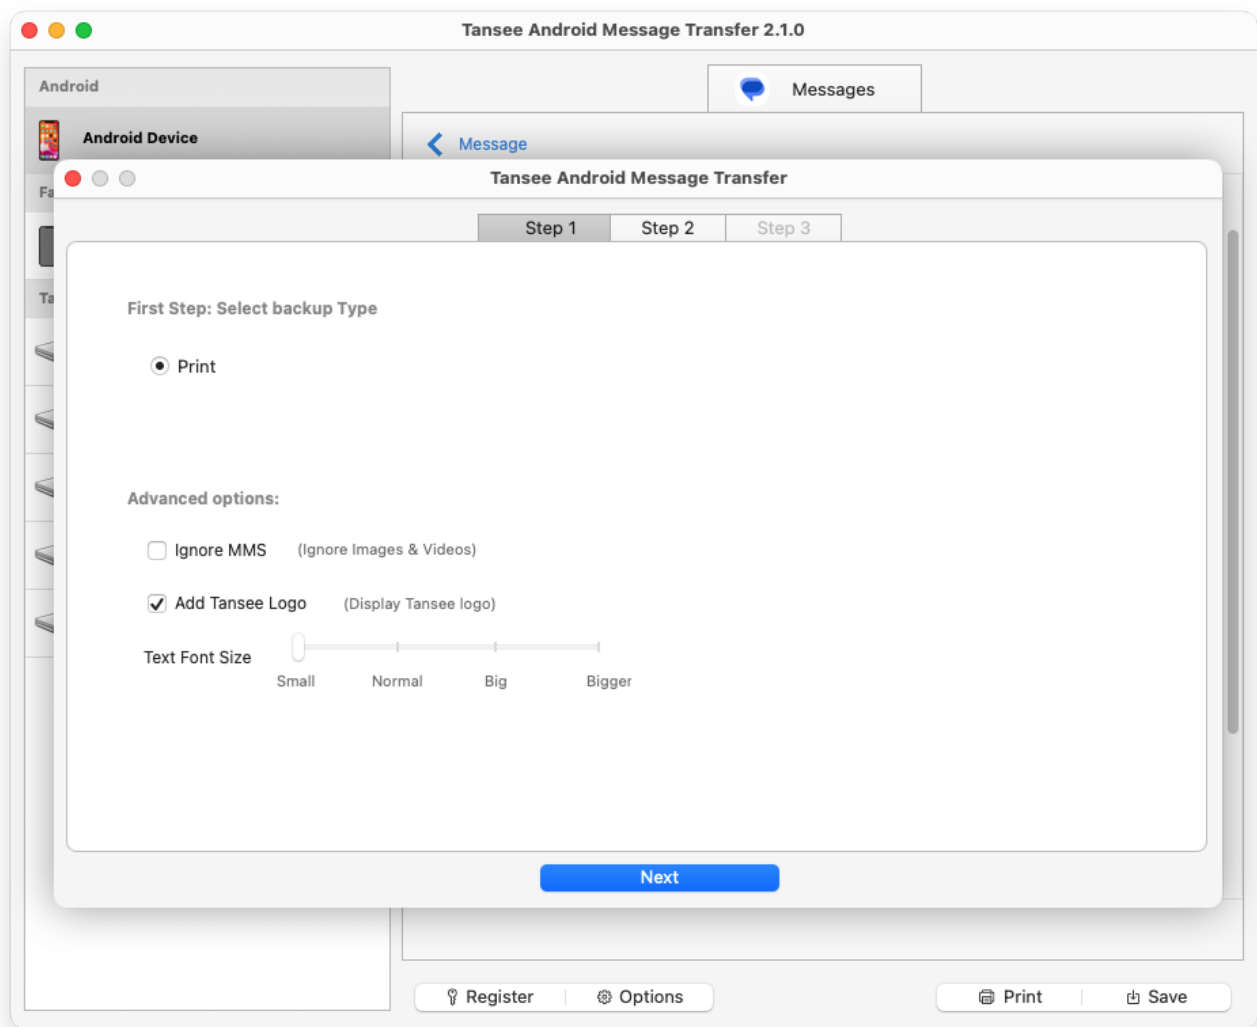 Tansee Android Message Transfer 2.1.0
Android
Messages
Android Device
Message
Fa
Tansee Android Message Transfer
Step 1 Step 2 Step 3
Ta
First Step: Select backup Type
Print
Advanced options:
Ignore MMS (Ignore Images & Videos)
Add Tansee Logo (Display Tansee logo)
Text Font Size
Small Normal Big Bigger
Next
Register Options Print Save